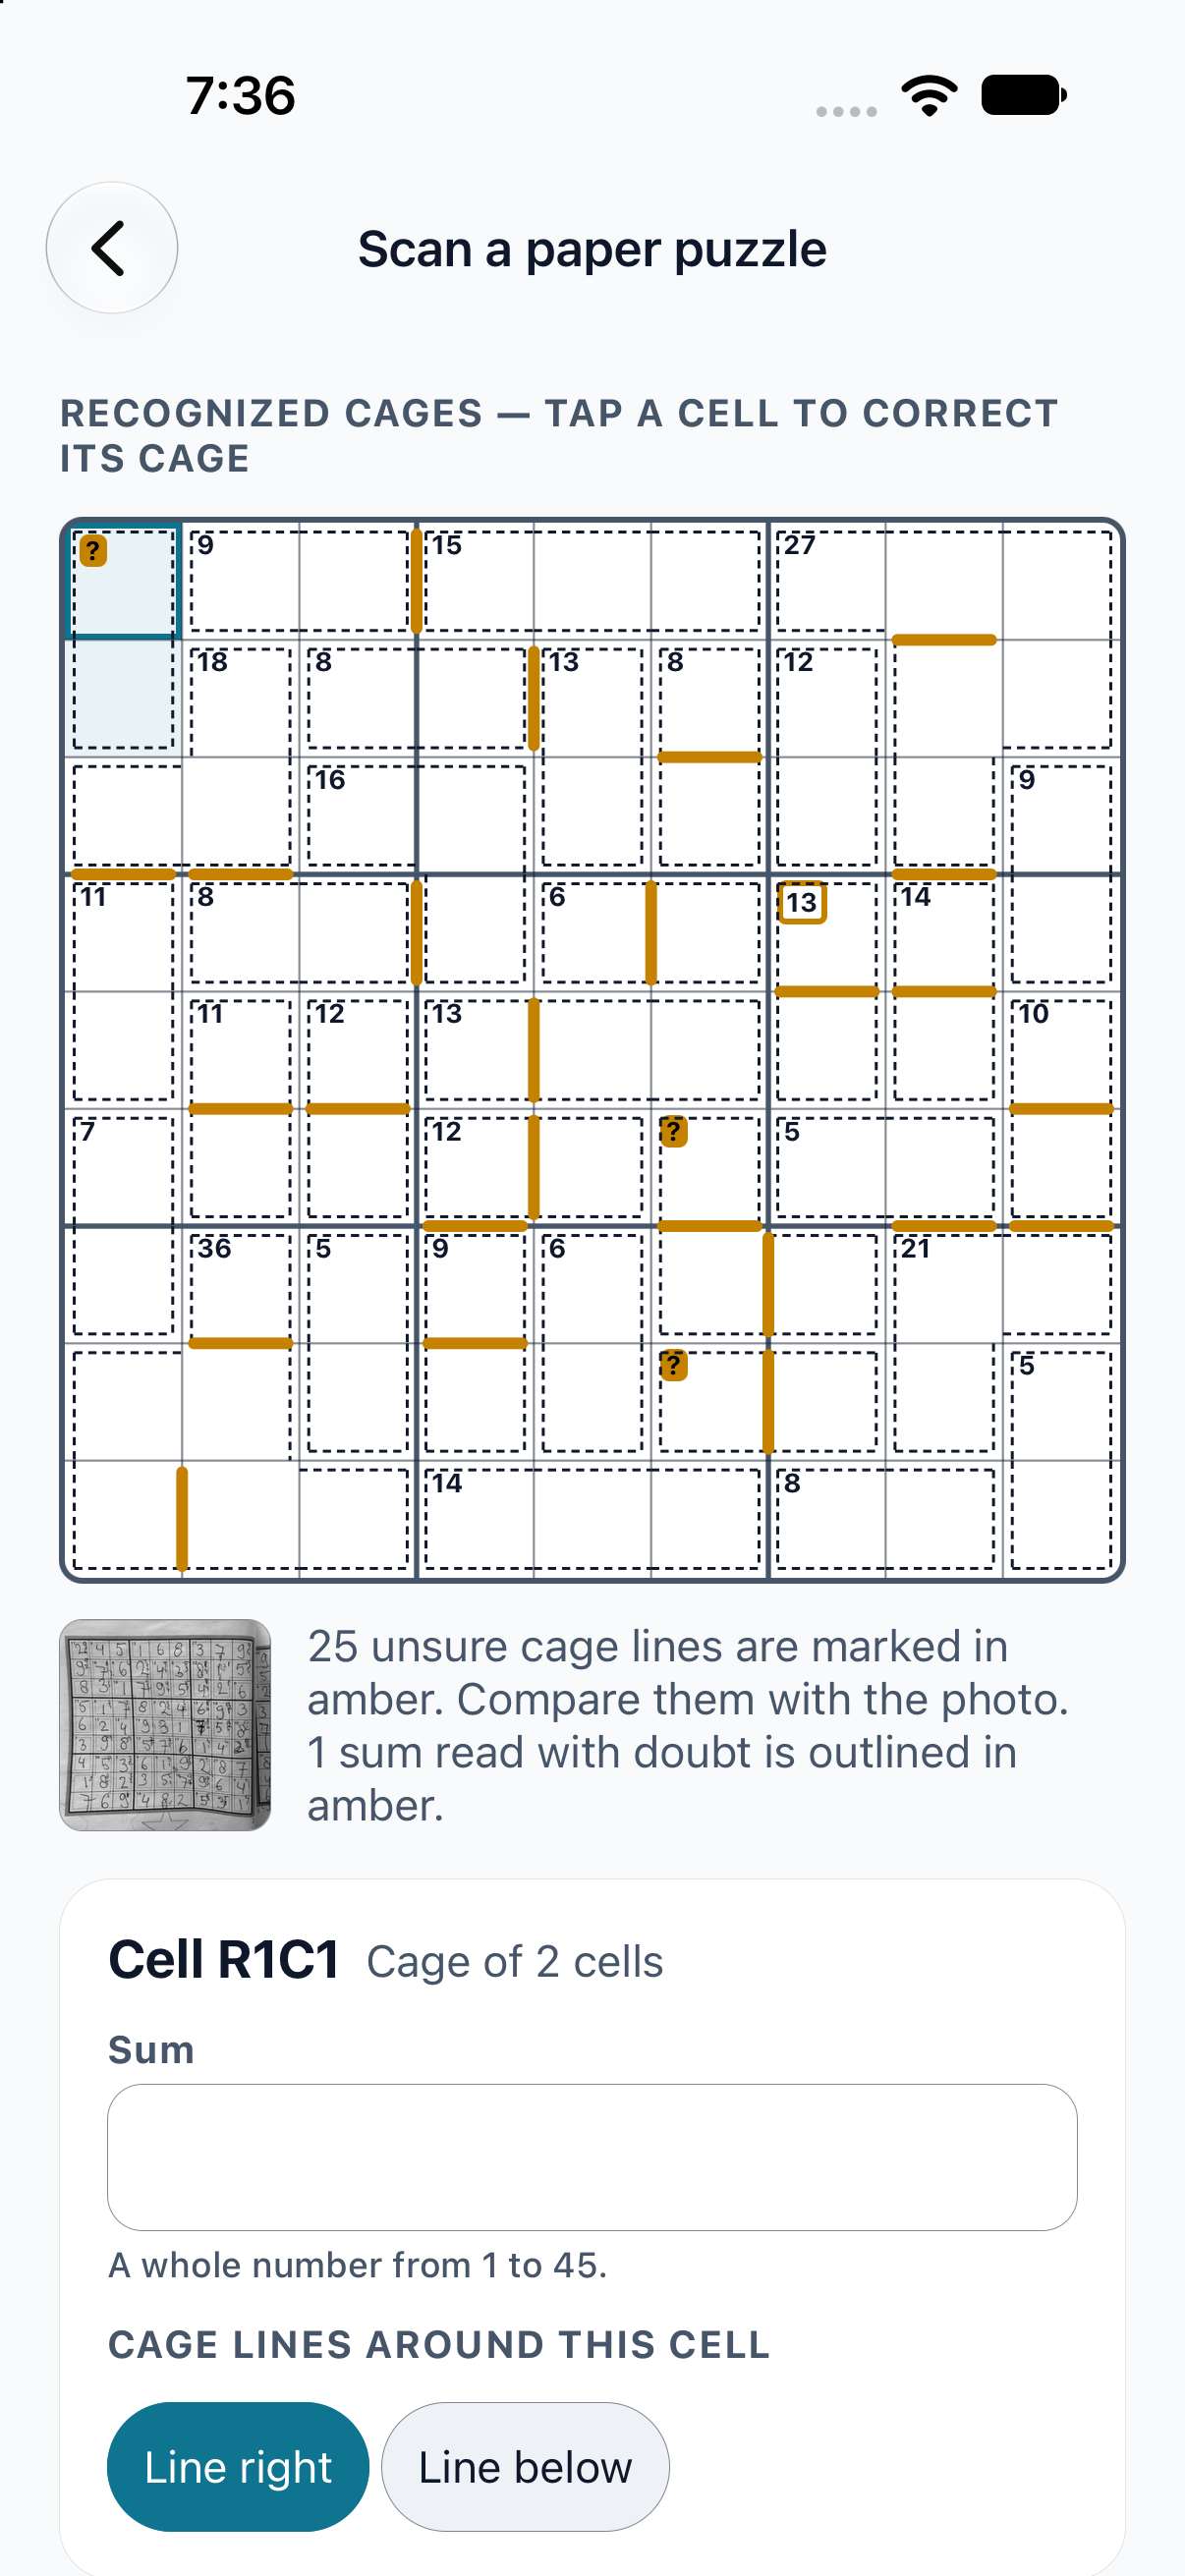 7:36
Scan a paper puzzle
RECOGNIZED CAGES — TAP A CELL TO CORRECT
ITS CAGE
? 9 15 27
18 8 13 8 12
16 9
11 8 6 13 14
11 12 13 10
7 12 ? 5
36 5 9 6 21
? 5
14 8
25 unsure cage lines are marked in
amber. Compare them with the photo.
1 sum read with doubt is outlined in
amber.
Cell R1C1 Cage of 2 cells
Sum
A whole number from 1 to 45.
CAGE LINES AROUND THIS CELL
Line right Line below